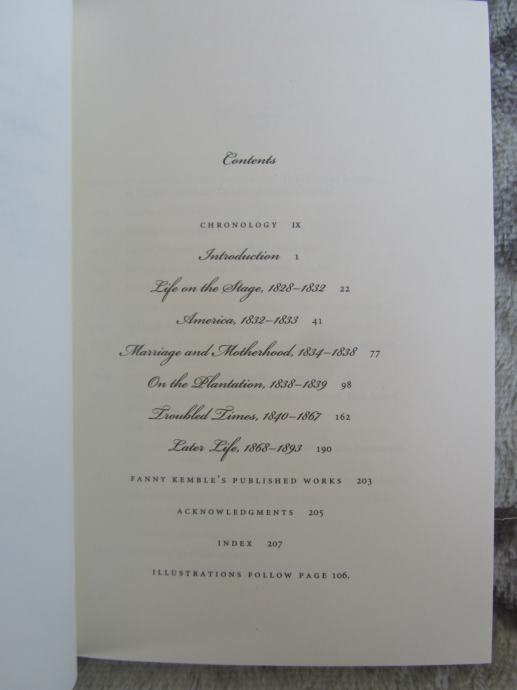 Contents
CHRONOLOGY IX
Introduction 1
Life on the Stage, 1828–1832 22
America, 1832–1833 41
Marriage and Motherhood, 1834–1838 77
On the Plantation, 1838–1839 98
Troubled Times, 1840–1867 162
Later Life, 1868–1893 190
FANNY KEMBLE'S PUBLISHED WORKS 203
ACKNOWLEDGMENTS 205
INDEX 207
ILLUSTRATIONS FOLLOW PAGE 106.